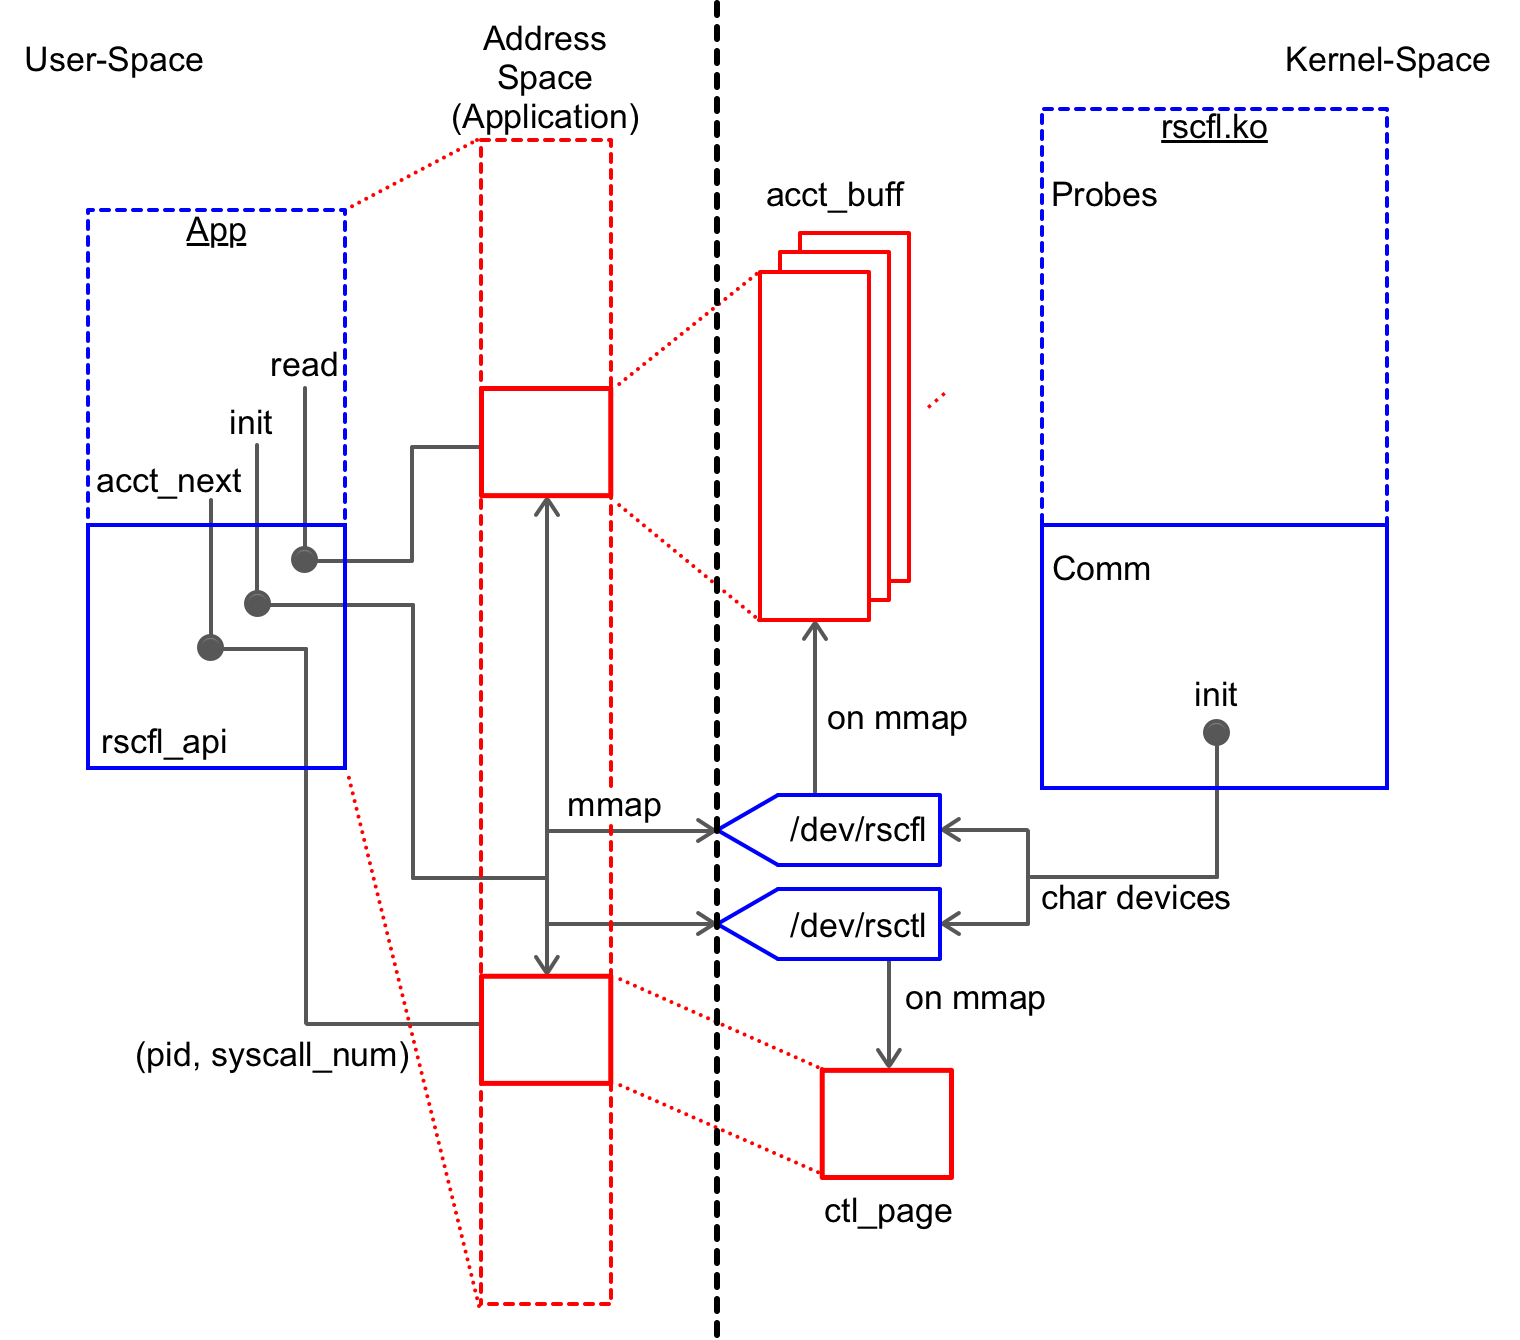 User-Space
Address
Space
(Application)
Kernel-Space
rscfl.ko
Probes
acct_buff
App
read
init
acct_next
Comm
init
on mmap
rscfl_api
mmap
/dev/rscfl
/dev/rsctl
char devices
on mmap
(pid, syscall_num)
ctl_page